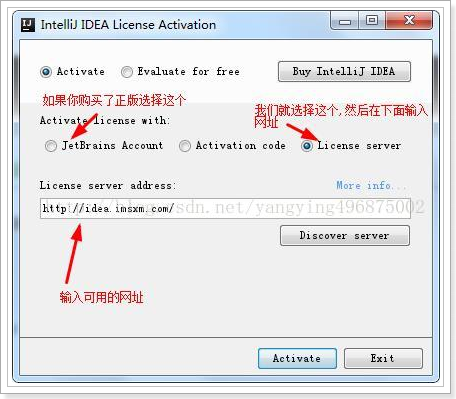 IntelliJ IDEA License Activation
Activate
Evaluate for free
Buy IntelliJ IDEA
如果你购买了正版选择这个
我们就选择这个,然后在下面输入
网址
Activate license with:
JetBrains Account
Activation code
License server
License server address:
More info...
http://idea.imsxm.com/
sdn.net/yangying496875002
Discover server
输入可用的网址
Activate
Exit